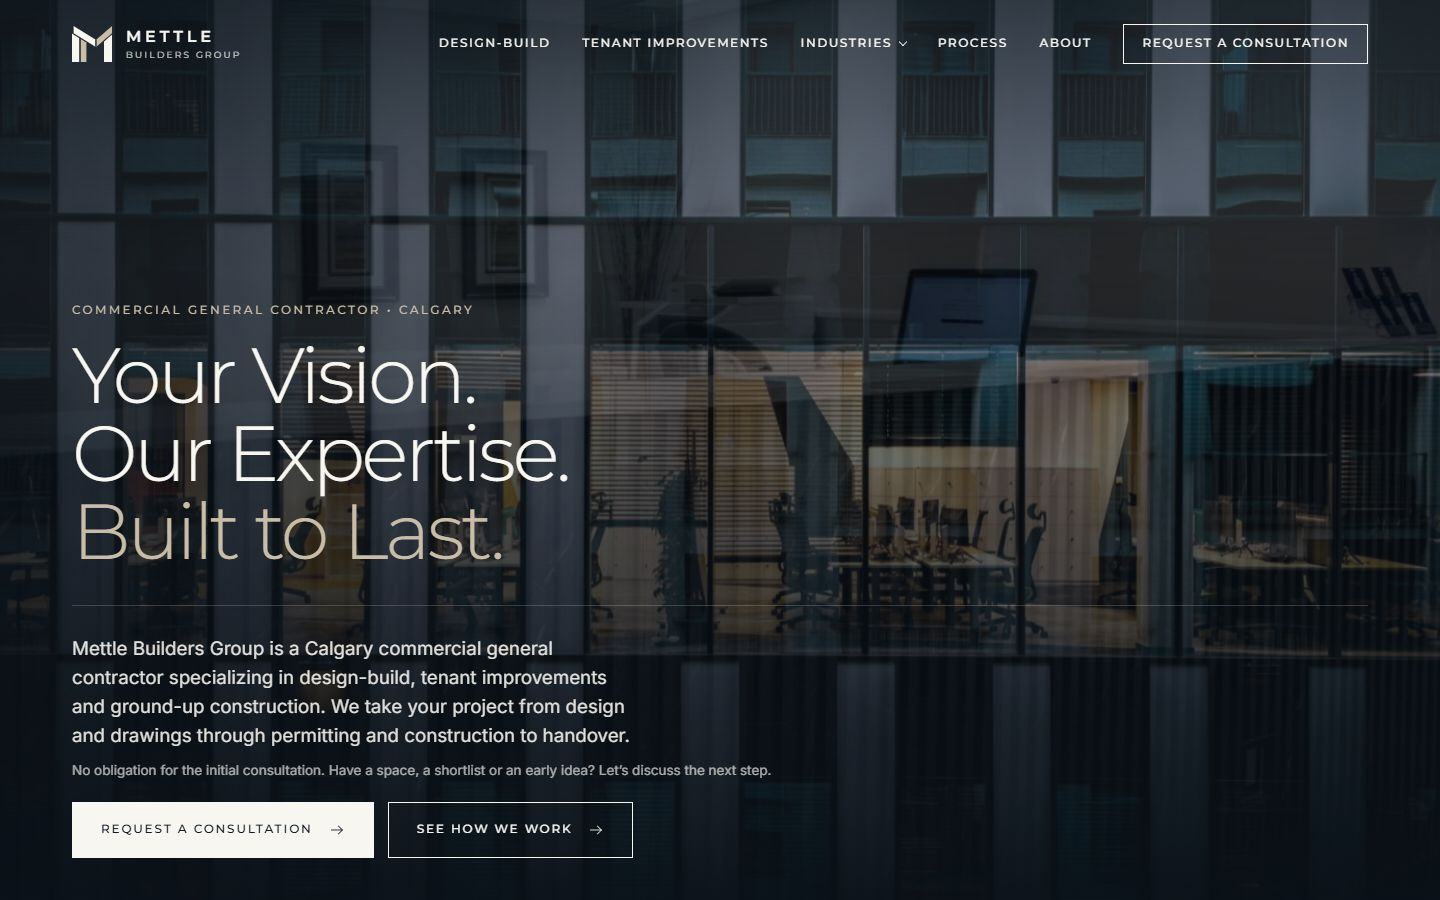 METTLE
BUILDERS GROUP
DESIGN-BUILD
TENANT IMPROVEMENTS
INDUSTRIES
PROCESS
ABOUT
REQUEST A CONSULTATION
COMMERCIAL GENERAL CONTRACTOR • CALGARY
Your Vision.
Our Expertise.
Built to Last.
Mettle Builders Group is a Calgary commercial general
contractor specializing in design-build, tenant improvements
and ground-up construction. We take your project from design
and drawings through permitting and construction to handover.
No obligation for the initial consultation. Have a space, a shortlist or an early idea? Let’s discuss the next step.
REQUEST A CONSULTATION →
SEE HOW WE WORK →